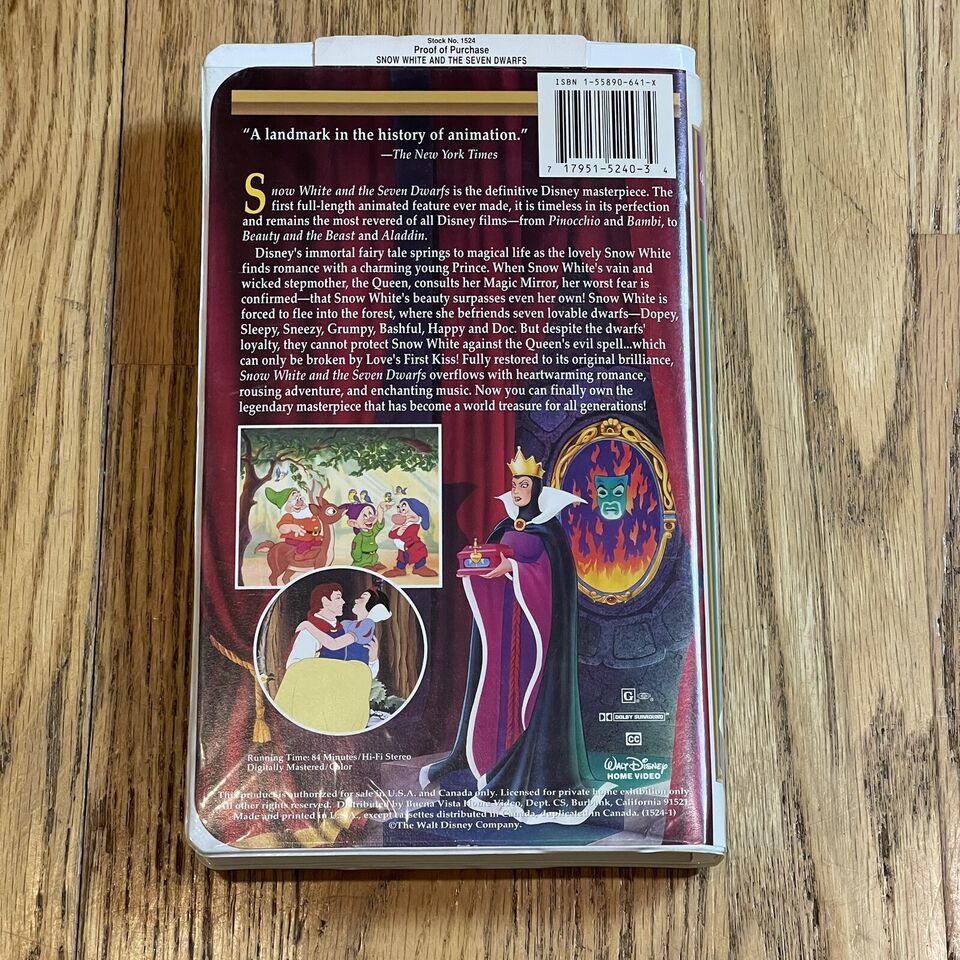 Stock No. 1524
Proof of Purchase
SNOW WHITE AND THE SEVEN DWARFS
ISBN 1-55890-641-X
7 17951-5240-3 4
“A landmark in the history of animation.”
—The New York Times
Snow White and the Seven Dwarfs is the definitive Disney masterpiece. The
first full-length animated feature ever made, it is timeless in its perfection
and remains the most revered of all Disney films—from Pinocchio and Bambi, to
Beauty and the Beast and Aladdin.
Disney's immortal fairy tale springs to magical life as the lovely Snow White
finds romance with a charming young Prince. When Snow White's vain and
wicked stepmother, the Queen, consults her Magic Mirror, her worst fear is
confirmed—that Snow White's beauty surpasses even her own! Snow White is
forced to flee into the forest, where she befriends seven lovable dwarfs—Dopey,
Sleepy, Sneezy, Grumpy, Bashful, Happy and Doc. But despite the dwarfs'
loyalty, they cannot protect Snow White against the Queen's evil spell...which
can only be broken by Love's First Kiss! Fully restored to its original brilliance,
Snow White and the Seven Dwarfs overflows with heartwarming romance,
rousing adventure, and enchanting music. Now you can finally own the
legendary masterpiece that has become a world treasure for all generations!
G
DOLBY SURROUND
CC
Walt Disney
HOME VIDEO
Running Time: 84 Minutes/Hi-Fi Stereo
Digitally Mastered/Color
This product is authorized for sale in U.S.A. and Canada only. Licensed for private home exhibition only.
All other rights reserved. Distributed by Buena Vista Home Video, Dept. CS, Burbank, California 91521.
Made and printed in U.S.A., except cassettes distributed in Canada, duplicated in Canada. (1524-1)
©The Walt Disney Company.